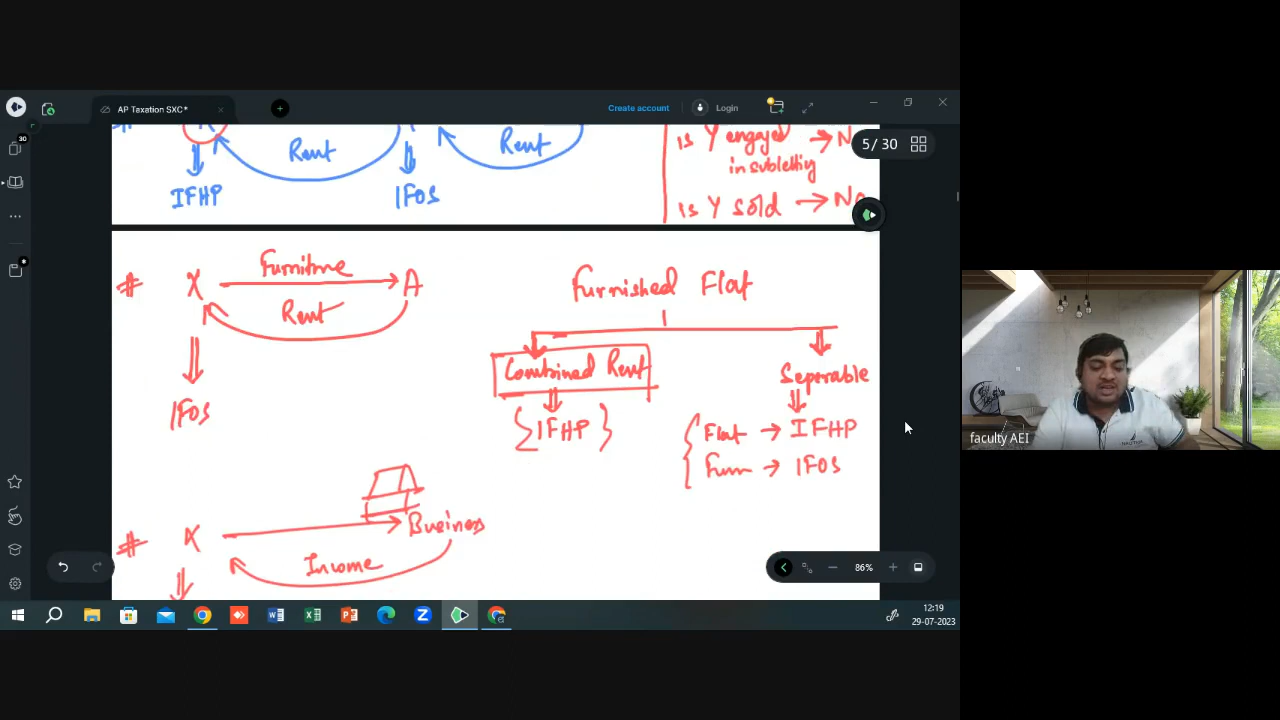 AP Taxation SXC*
Create account
Login
30
5/30
Rent
Rent
IFHP
IFOS
is Y engaged → N
in subletting
is Y sold → No
# X Furniture A
Rent
IFOS
Furnished Flat
Combined Rent
{IFHP}
Seperable
Flat → IFHP
Furn → IFOS
# X Business
Income
faculty AEI
NAUTICA
86%
12:19
29-07-2023